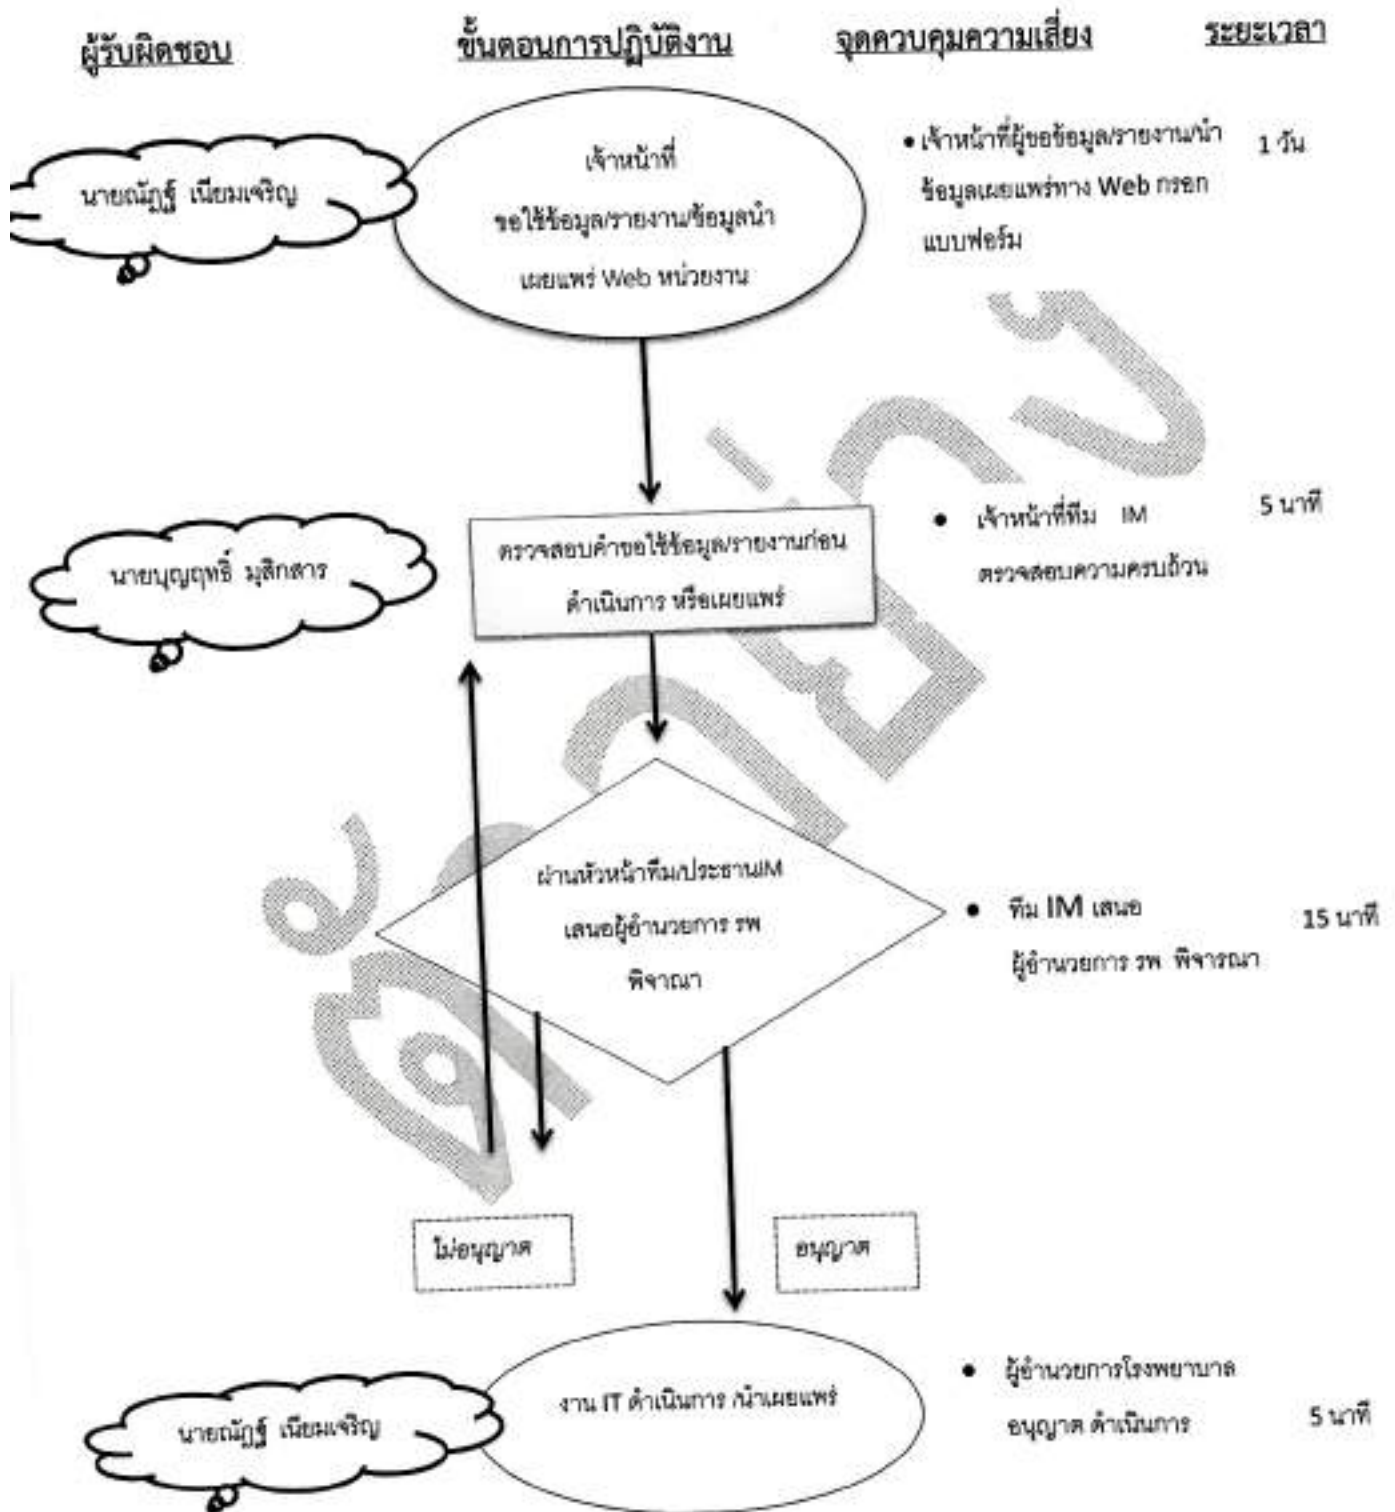 ผู้รับผิดชอบ ขั้นตอนการปฏิบัติงาน จุดควบคุมความเสี่ยง ระยะเวลา
นายณัฏฐ์ เนียมเจริญ
เจ้าหน้าที่
ขอใช้ข้อมูล/รายงาน/ข้อมูลนำ
เผยแพร่ Web หน่วยงาน
• เจ้าหน้าที่ผู้ขอข้อมูล/รายงาน/นำ
ข้อมูลเผยแพร่ทาง Web กรอก
แบบฟอร์ม
1 วัน
นายบุญฤทธิ์ มุสิกสาร
ตรวจสอบคำขอใช้ข้อมูล/รายงานก่อน
ดำเนินการ หรือเผยแพร่
• เจ้าหน้าที่ทีม IM
ตรวจสอบความครบถ้วน
5 นาที
ผ่านหัวหน้าทีม/ประธานIM
เสนอผู้อำนวยการ รพ
พิจาณา
• ทีม IM เสนอ
ผู้อำนวยการ รพ พิจารณา
15 นาที
ไม่อนุญาต
อนุญาต
นายณัฏฐ์ เนียมเจริญ
งาน IT ดำเนินการ /นำเผยแพร่
• ผู้อำนวยการโรงพยาบาล
อนุญาต ดำเนินการ
5 นาที
ตัวอย่าง